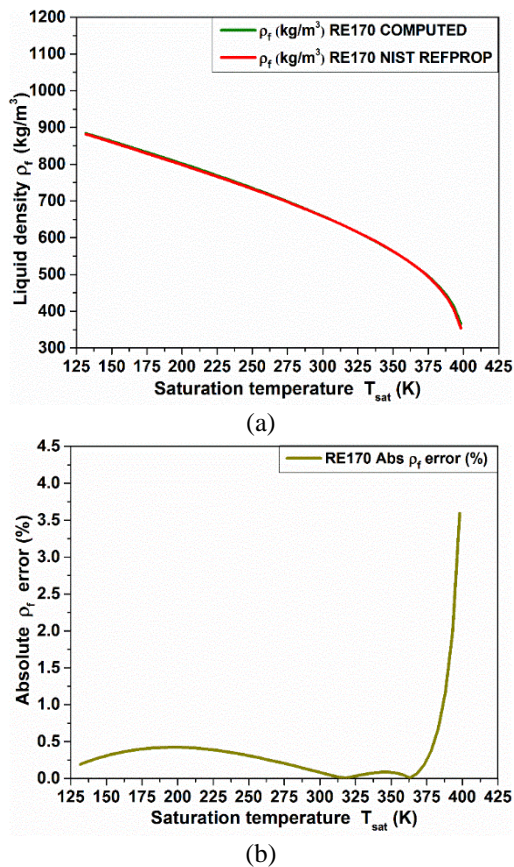 1200
1100
1000
900
800
700
600
500
400
300
Liquid density ρf (kg/m3)
ρf (kg/m3) RE170 COMPUTED
ρf (kg/m3) RE170 NIST REFPROP
125 150 175 200 225 250 275 300 325 350 375 400 425
Saturation temperature Tsat (K)
(a)
4.5
4.0
3.5
3.0
2.5
2.0
1.5
1.0
0.5
0.0
Absolute ρf error (%)
RE170 Abs ρf error (%)
125 150 175 200 225 250 275 300 325 350 375 400 425
Saturation temperature Tsat (K)
(b)